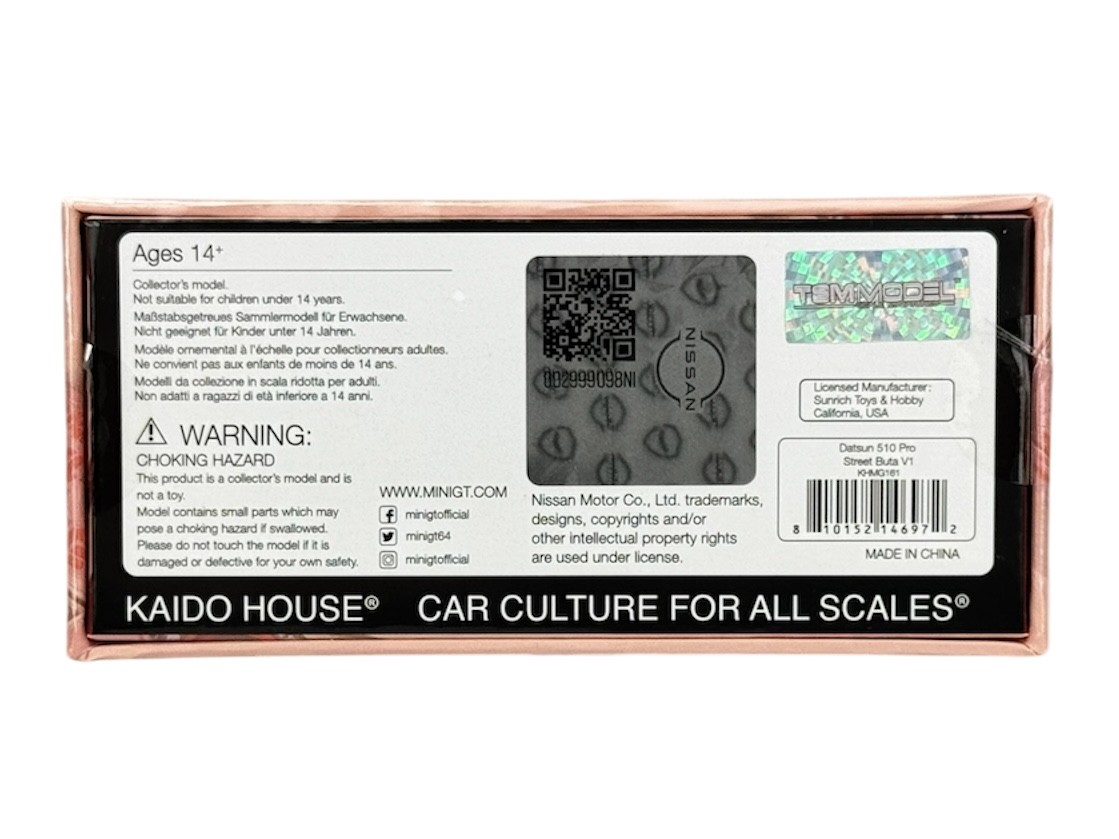 Ages 14+
Collector's model.
Not suitable for children under 14 years.
Maßstabsgetreues Sammlermodell für Erwachsene.
Nicht geeignet für Kinder unter 14 Jahren.
Modèle ornemental à l'échelle pour collectionneurs adultes.
Ne convient pas aux enfants de moins de 14 ans.
Modelli da collezione in scala ridotta per adulti.
Non adatti a ragazzi di età inferiore a 14 anni.
WARNING:
CHOKING HAZARD
This product is a collector's model and is
not a toy.
Model contains small parts which may
pose a choking hazard if swallowed.
Please do not touch the model if it is
damaged or defective for your own safety.
WWW.MINIGT.COM
minigtofficial
minigt64
minigtofficial
002999098NI
NISSAN
Nissan Motor Co., Ltd. trademarks,
designs, copyrights and/or
other intellectual property rights
are used under license.
TSM MODEL
Licensed Manufacturer:
Sunrich Toys & Hobby
California, USA
Datsun 510 Pro
Street Buta V1
KHMG161
8 10152 14697 2
MADE IN CHINA
KAIDO HOUSE® CAR CULTURE FOR ALL SCALES®